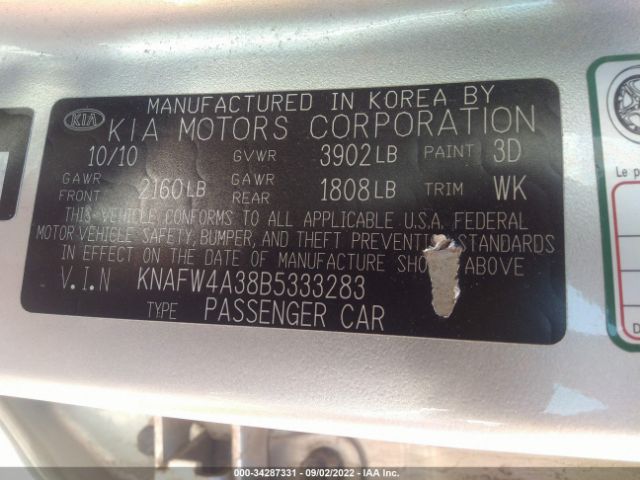 MANUFACTURED IN KOREA BY
KIA KIA MOTORS CORPORATION
10/10 GVWR 3902LB PAINT 3D
GAWR FRONT 2160LB GAWR REAR 1808LB TRIM WK
THIS VEHICLE CONFORMS TO ALL APPLICABLE U.S.A. FEDERAL
MOTOR VEHICLE SAFETY, BUMPER, AND THEFT PREVENTION STANDARDS
IN EFFECT ON THE DATE OF MANUFACTURE SHO ABOVE.
V.I.N KNAFW4A38B5333283
TYPE PASSENGER CAR
Le p
D
000-34287331 - 09/02/2022 - IAA Inc.